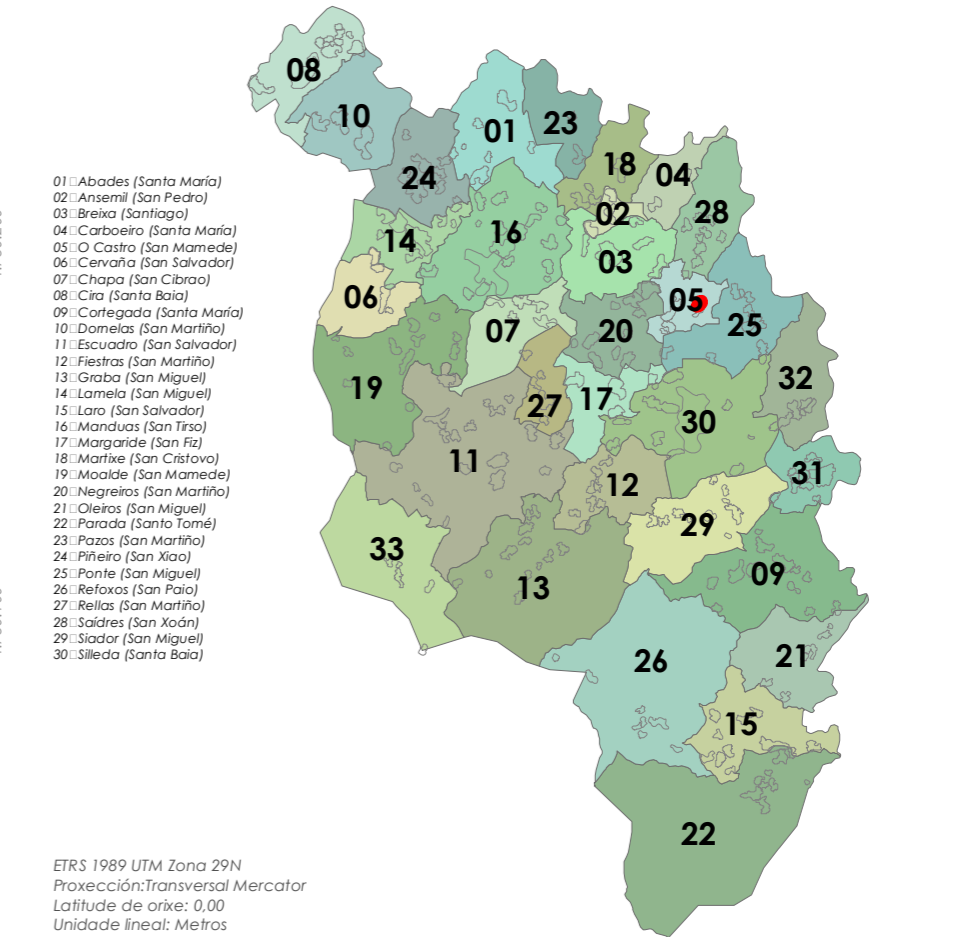 08
10
01
23
24
18
04
02
28
16
14
03
06
05
07
20
25
19
17
32
27
30
11
12
31
29
33
13
09
26
21
15
22
01 Abades (Santa María)
02 Ansemil (San Pedro)
03 Breixa (Santiago)
04 Carboeiro (Santa María)
05 O Castro (San Mamede)
06 Cervaña (San Salvador)
07 Chapa (San Cibrao)
08 Cira (Santa Baia)
09 Cortegada (Santa María)
10 Dornelas (San Martiño)
11 Escuadro (San Salvador)
12 Fiestras (San Martiño)
13 Graba (San Miguel)
14 Lamela (San Miguel)
15 Laro (San Salvador)
16 Manduas (San Tirso)
17 Margaride (San Fiz)
18 Martixe (San Cristovo)
19 Moalde (San Mamede)
20 Negreiros (San Martiño)
21 Oleiros (San Miguel)
22 Parada (Santo Tomé)
23 Pazos (San Martiño)
24 Piñeiro (San Xiao)
25 Ponte (San Miguel)
26 Refoxos (San Paio)
27 Rellas (San Martiño)
28 Saídres (San Xoán)
29 Siador (San Miguel)
30 Silleda (Santa Baia)
ETRS 1989 UTM Zona 29N
Proxección:Transversal Mercator
Latitude de orixe: 0,00
Unidade lineal: Metros